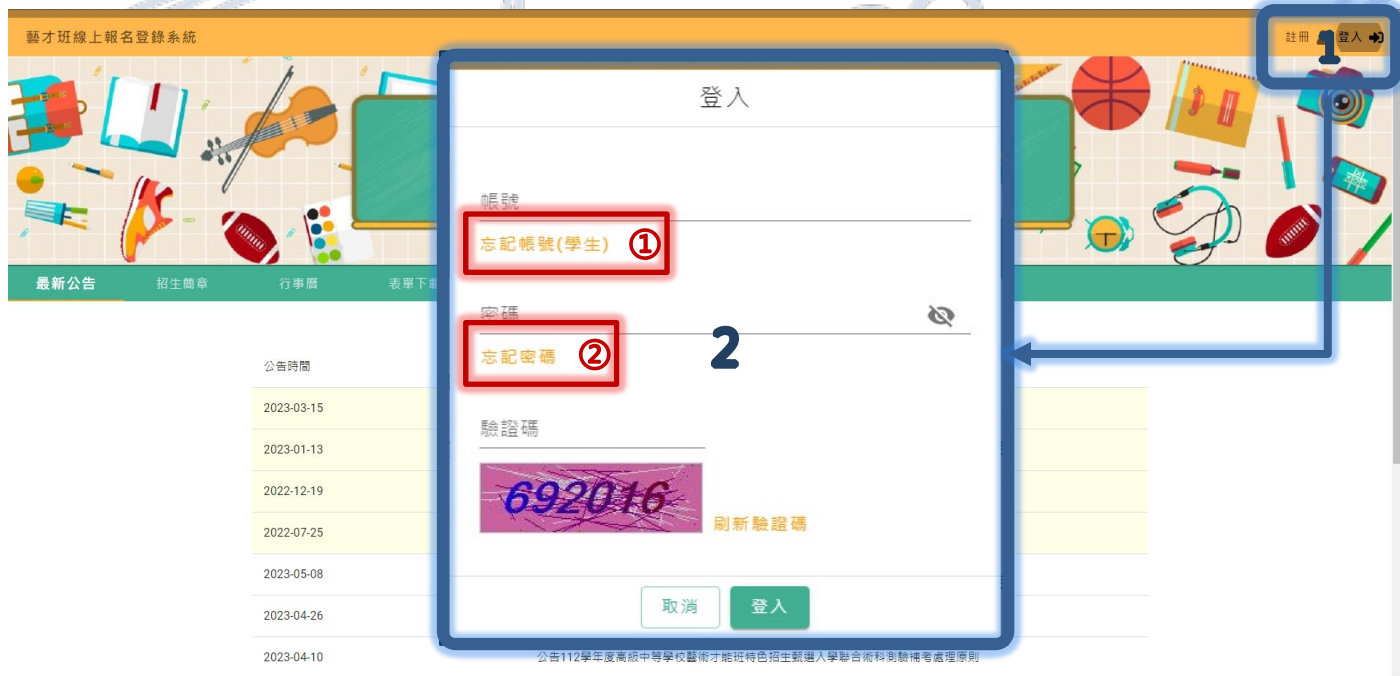 藝才班線上報名登錄系統
註冊 登入
1
登入
帳號
忘記帳號(學生) ①
最新公告 招生簡章 行事曆 表單下載
密碼
忘記密碼 ②
2
公告時間
2023-03-15
驗證碼
2023-01-13
692016
2022-12-19
刷新驗證碼
2022-07-25
2023-05-08
取消 登入
2023-04-26
2023-04-10 公告112學年度高級中等學校藝術才能班特色招生甄選入學聯合術科測驗補考處理原則